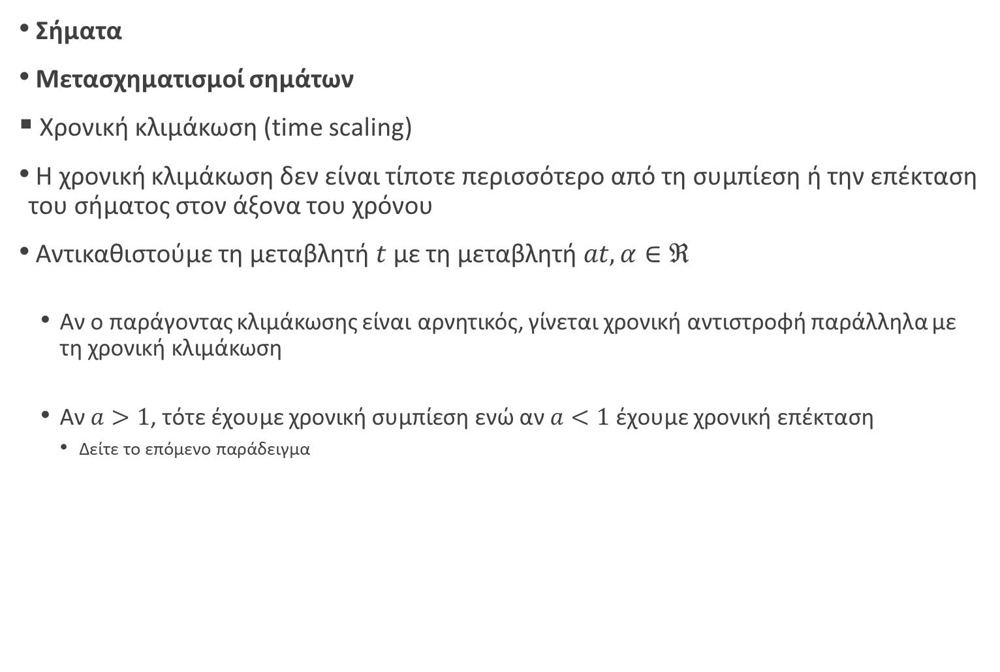 • Σήματα
• Μετασχηματισμοί σημάτων
▪ Χρονική κλιμάκωση (time scaling)
• Η χρονική κλιμάκωση δεν είναι τίποτε περισσότερο από τη συμπίεση ή την επέκταση
του σήματος στον άξονα του χρόνου
• Αντικαθιστούμε τη μεταβλητή 𝑡 με τη μεταβλητή 𝑎𝑡, 𝛼 ∈ ℜ
• Αν ο παράγοντας κλιμάκωσης είναι αρνητικός, γίνεται χρονική αντιστροφή παράλληλα με
τη χρονική κλιμάκωση
• Αν 𝑎 > 1, τότε έχουμε χρονική συμπίεση ενώ αν 𝑎 < 1 έχουμε χρονική επέκταση
• Δείτε το επόμενο παράδειγμα